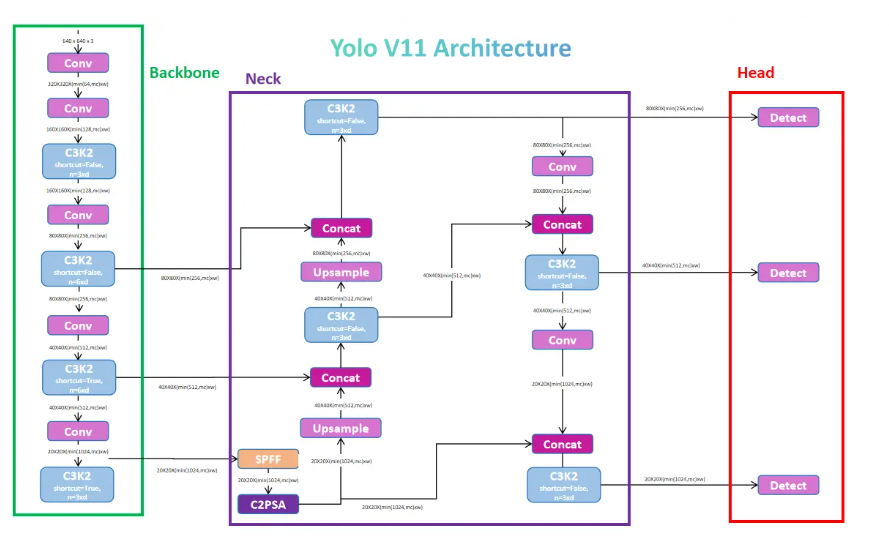 Yolo V11 Architecture
Backbone
640 x 640 x 3
Conv
320X320X(min(64,mc)xw)
Conv
160X160X(min(128,mc)xw)
C3K2
shortcut=False,
n=3xd
160X160X(min(128,mc)xw)
Conv
80X80X(min(256,mc)xw)
C3K2
shortcut=False,
n=6xd
80X80X(min(256,mc)xw)
80X80X(min(256,mc)xw)
Conv
40X40X(min(512,mc)xw)
C3K2
shortcut=True,
n=6xd
40X40X(min(512,mc)xw)
40X40X(min(512,mc)xw)
Conv
20X20X(min(1024,mc)xw)
20X20X(min(1024,mc)xw)
C3K2
shortcut=True,
n=3xd
Neck
C3K2
shortcut=False,
n=3xd
Concat
80X80X(min(256,mc)xw)
Upsample
40X40X(min(512,mc)xw)
C3K2
shortcut=False,
n=3xd
Concat
40X40X(min(512,mc)xw)
Upsample
20X20X(min(1024,mc)xw)
SPFF
20X20X(min(1024,mc)xw)
C2PSA
20X20X(min(1024,mc)xw)
40X40X(min(512,mc)xw)
80X80X(min(256,mc)xw)
Conv
80X80X(min(256,mc)xw)
Concat
C3K2
shortcut=False,
n=3xd
40X40X(min(512,mc)xw)
Conv
20X20X(min(1024,mc)xw)
Concat
C3K2
shortcut=False,
n=3xd
Head
80X80X(min(256,mc)xw)
Detect
40X40X(min(512,mc)xw)
Detect
20X20X(min(1024,mc)xw)
Detect